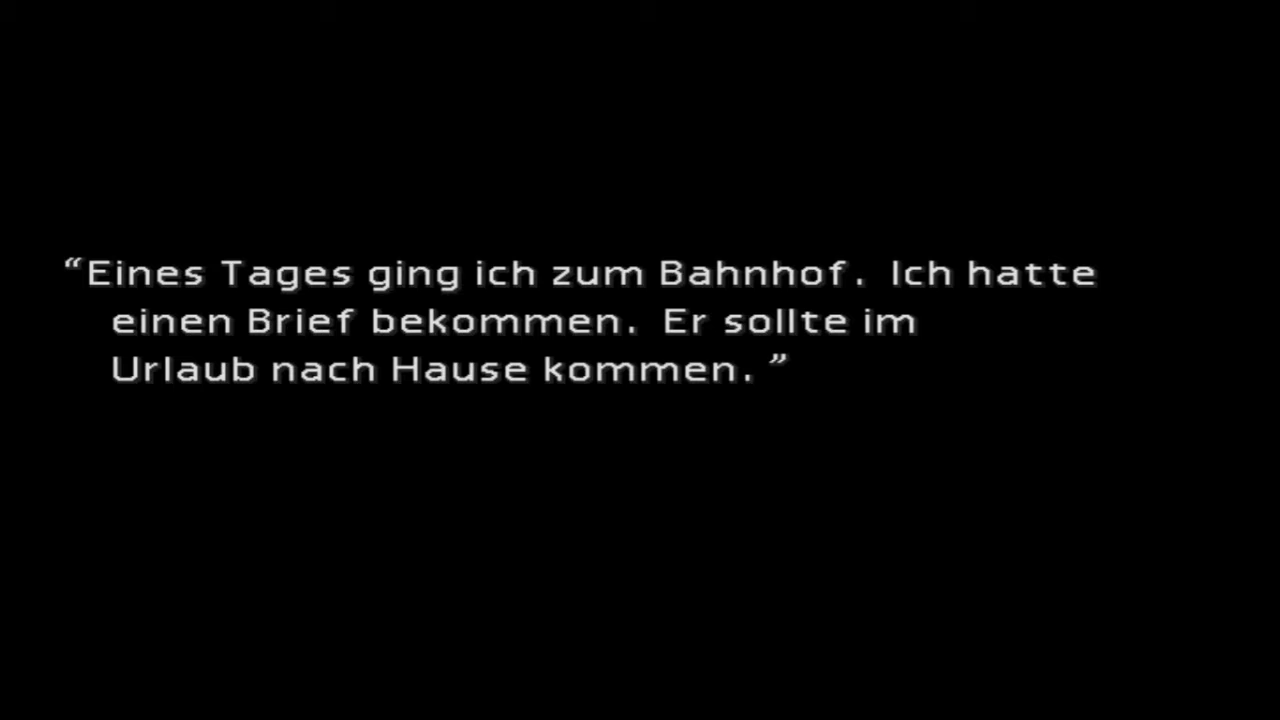 “Eines Tages ging ich zum Bahnhof. Ich hatte
einen Brief bekommen. Er sollte im
Urlaub nach Hause kommen.”